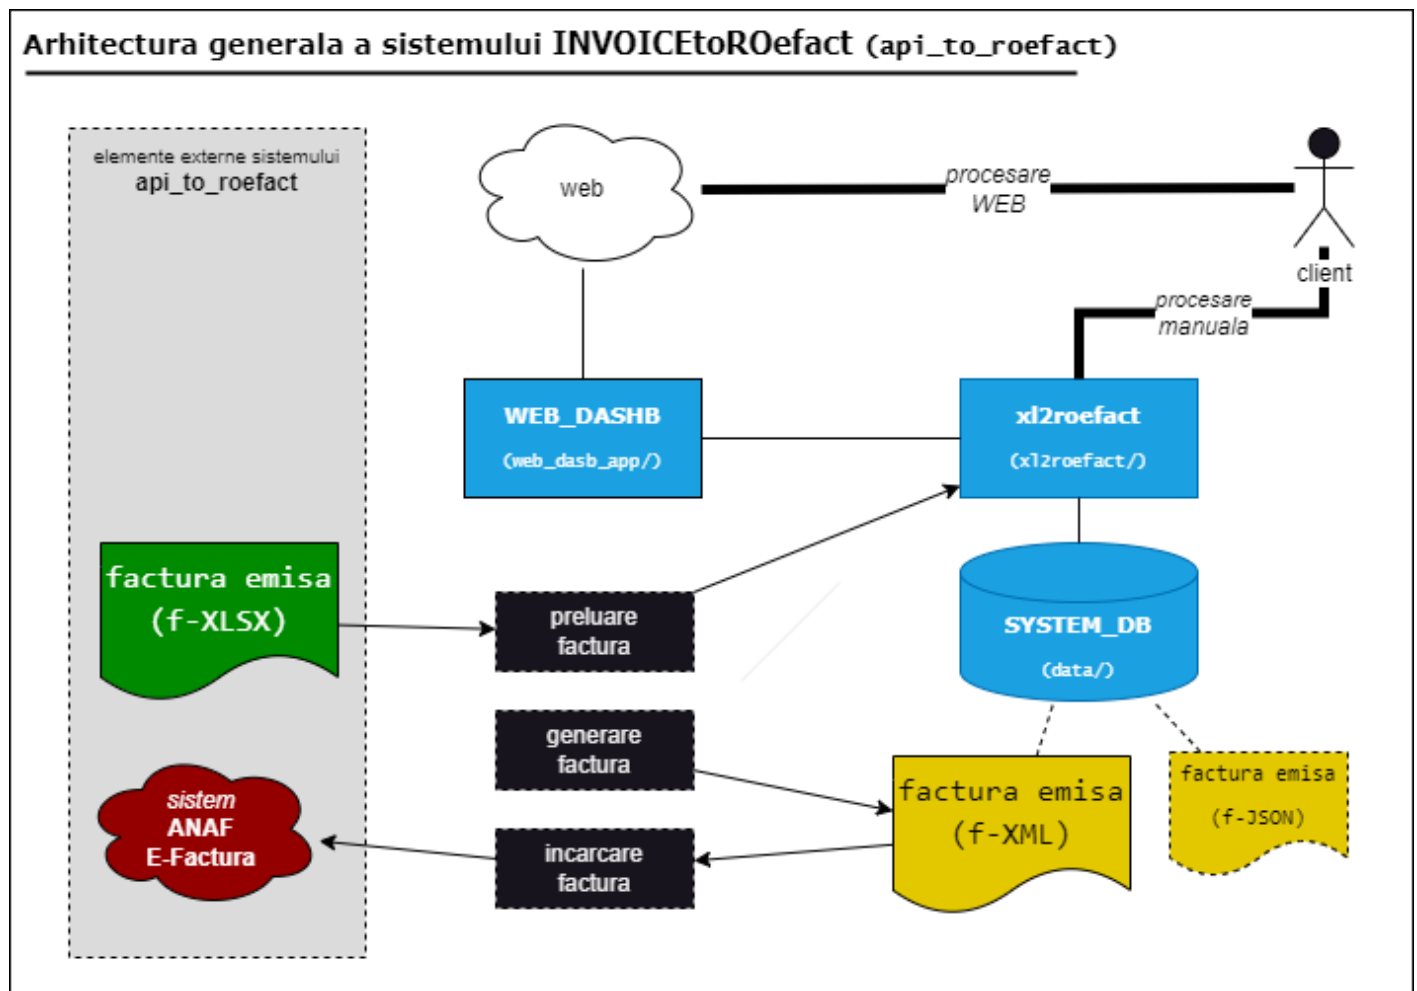 Arhitectura generala a sistemului INVOICEtoROefact (api_to_roefact)
elemente externe sistemului
api_to_roefact
web
procesare
WEB
client
procesare
manuala
WEB_DASHB
(web_dasb_app/)
xl2roefact
(xl2roefact/)
factura emisa
(f-XLSX)
preluare
factura
SYSTEM_DB
(data/)
generare
factura
factura emisa
(f-XML)
factura emisa
(f-JSON)
sistem
ANAF
E-Factura
incarcare
factura